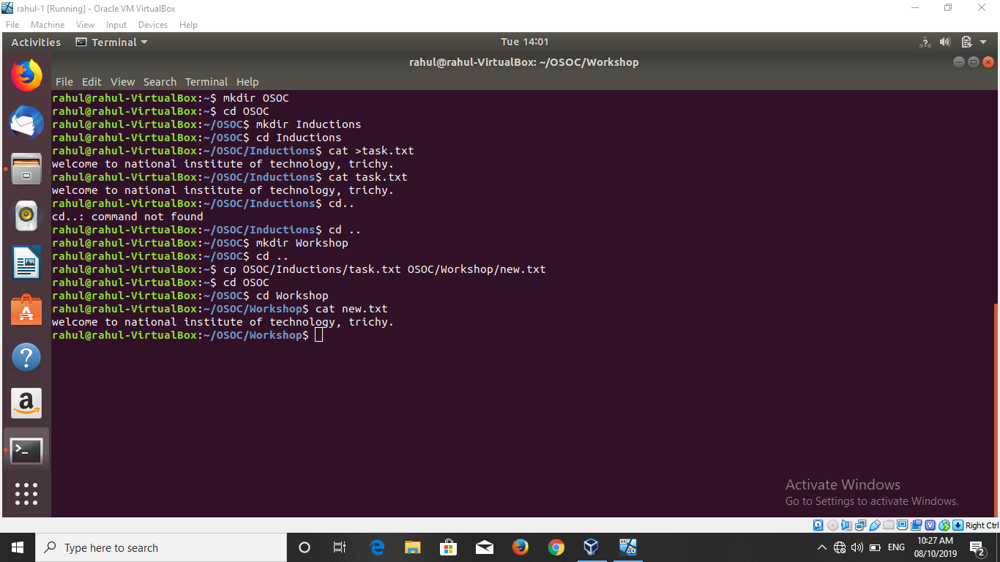 rahul-1 [Running] - Oracle VM VirtualBox
File Machine View Input Devices Help
Activities Terminal Tue 14:01
rahul@rahul-VirtualBox: ~/OSOC/Workshop
File Edit View Search Terminal Help
rahul@rahul-VirtualBox:~$ mkdir OSOC
rahul@rahul-VirtualBox:~$ cd OSOC
rahul@rahul-VirtualBox:~/OSOC$ mkdir Inductions
rahul@rahul-VirtualBox:~/OSOC$ cd Inductions
rahul@rahul-VirtualBox:~/OSOC/Inductions$ cat >task.txt
welcome to national institute of technology, trichy.
rahul@rahul-VirtualBox:~/OSOC/Inductions$ cat task.txt
welcome to national institute of technology, trichy.
rahul@rahul-VirtualBox:~/OSOC/Inductions$ cd..
cd..: command not found
rahul@rahul-VirtualBox:~/OSOC/Inductions$ cd ..
rahul@rahul-VirtualBox:~/OSOC$ mkdir Workshop
rahul@rahul-VirtualBox:~/OSOC$ cd ..
rahul@rahul-VirtualBox:~$ cp OSOC/Inductions/task.txt OSOC/Workshop/new.txt
rahul@rahul-VirtualBox:~$ cd OSOC
rahul@rahul-VirtualBox:~/OSOC$ cd Workshop
rahul@rahul-VirtualBox:~/OSOC/Workshop$ cat new.txt
welcome to national institute of technology, trichy.
rahul@rahul-VirtualBox:~/OSOC/Workshop$
Activate Windows
Go to Settings to activate Windows.
Right Ctrl
Type here to search
ENG
10:27 AM
08/10/2019
2